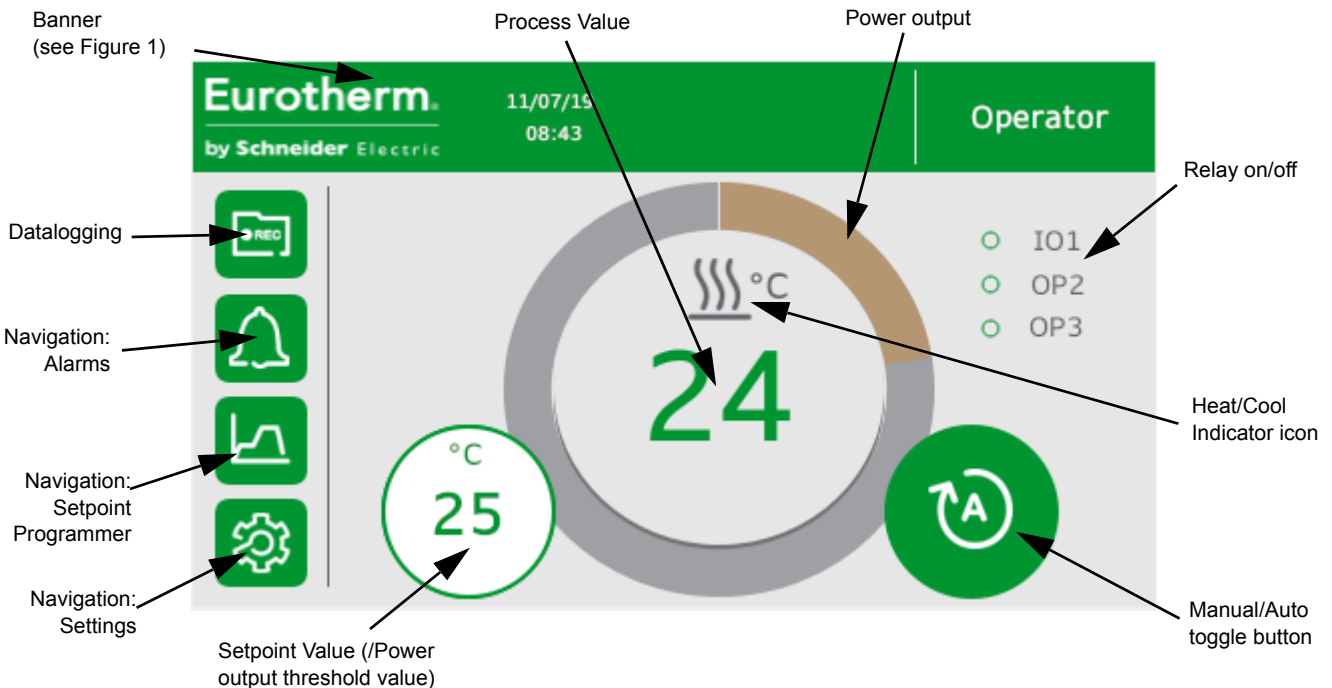 Banner
(see Figure 1)
Process Value
Power output
Eurotherm.
by Schneider Electric
11/07/19
08:43
Operator
Relay on/off
Datalogging
REC
IO1
OP2
OP3
°C
24
Navigation:
Alarms
Heat/Cool
Indicator icon
°C
25
A
Navigation:
Setpoint
Programmer
Navigation:
Settings
Manual/Auto
toggle button
Setpoint Value (/Power
output threshold value)